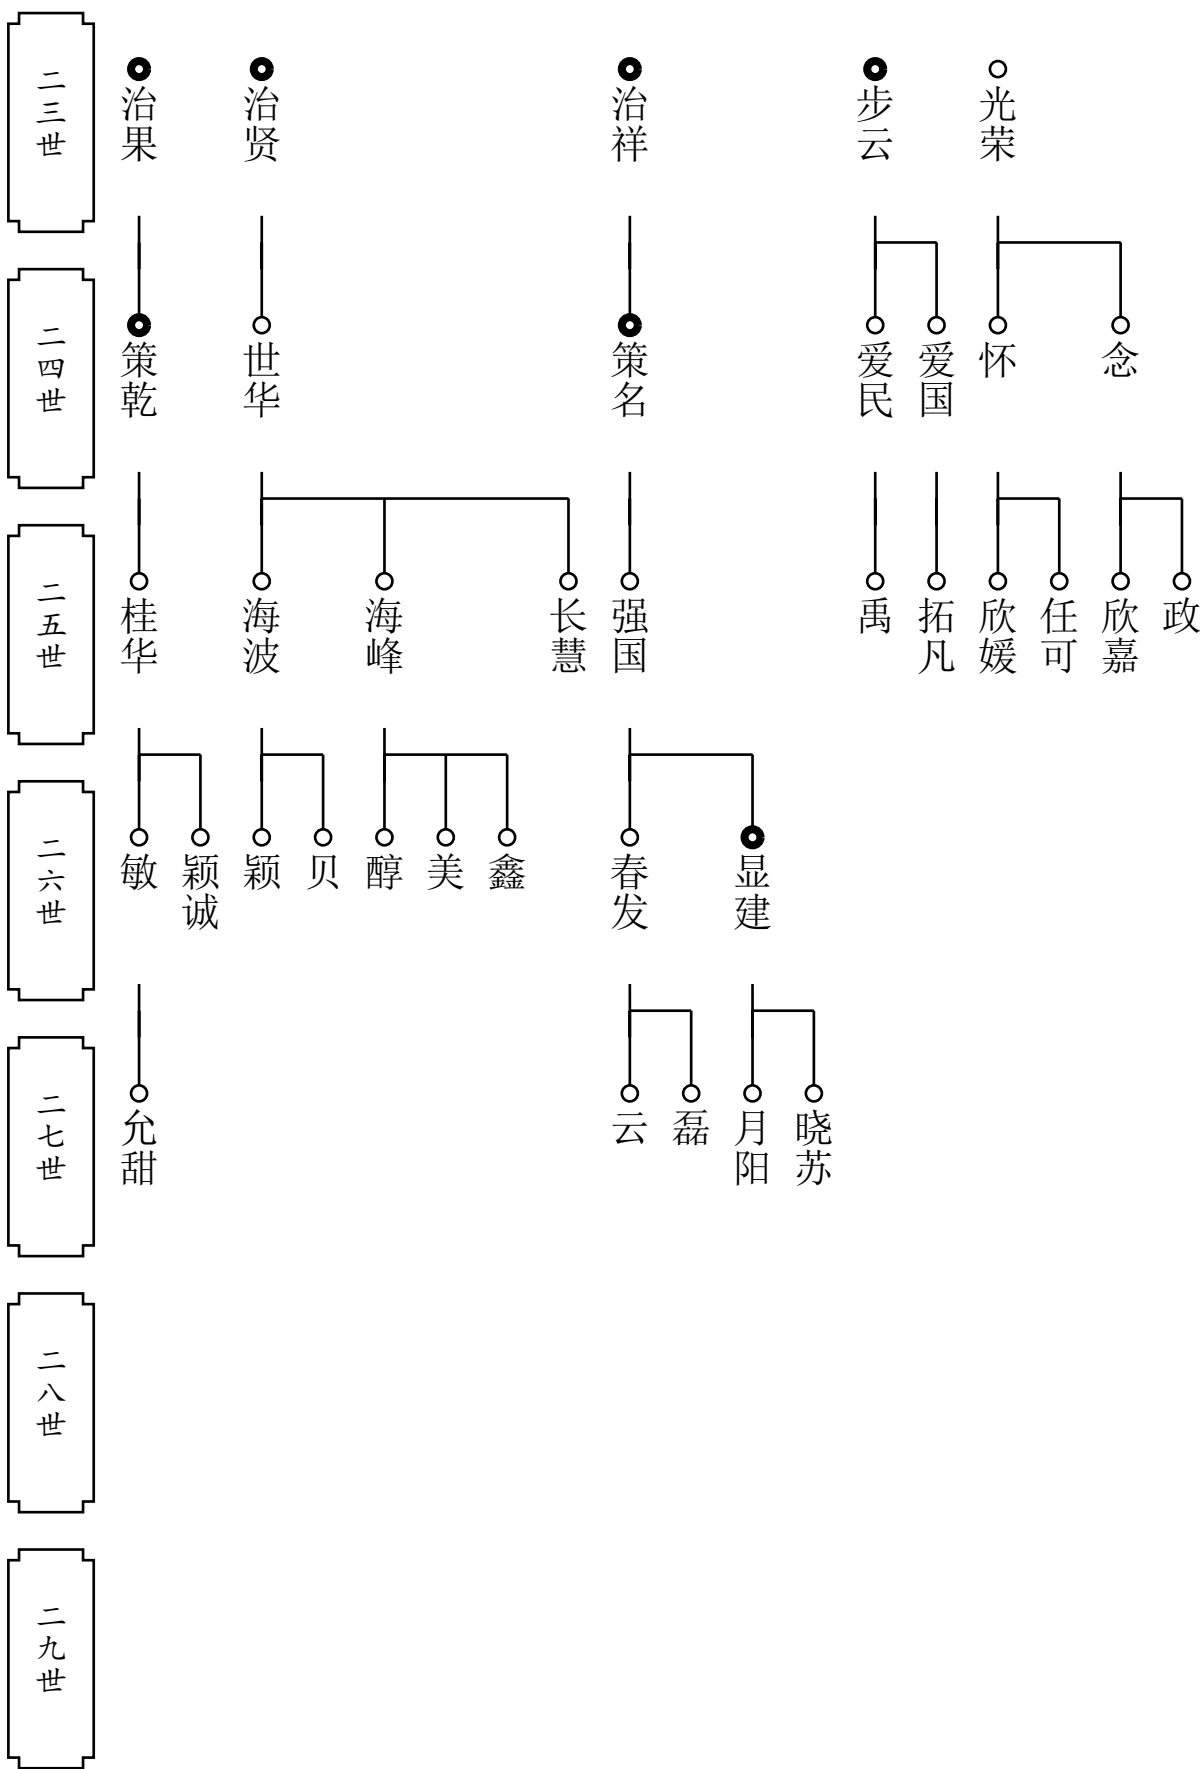 二三世
治果
治贤
治祥
步云
光荣
二四世
策乾
世华
策名
爱民
爱国
怀
念
二五世
桂华
海波
海峰
长慧
强国
禹
拓凡
欣媛
任可
欣嘉
政
二六世
敏
颖诚
颖
贝
醇
美
鑫
春发
显建
二七世
允甜
云
磊
月阳
晓苏
二八世
二九世